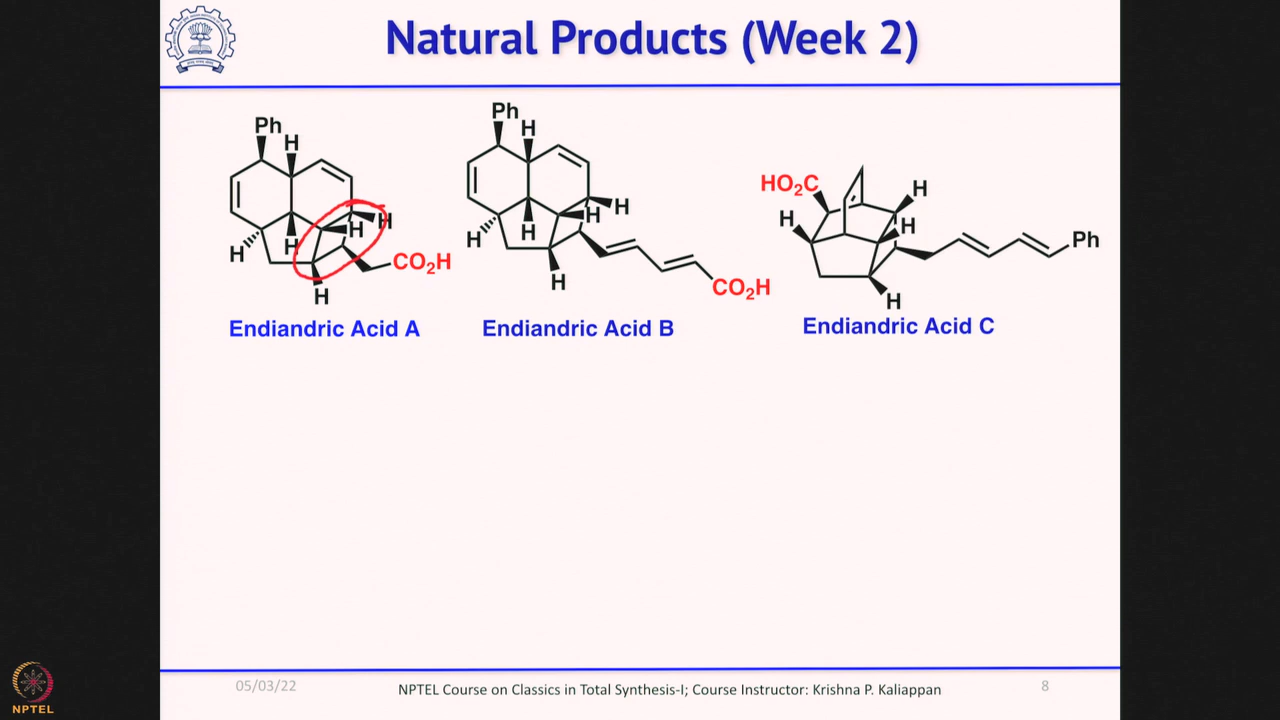 Natural Products (Week 2)
Ph
H
H
H
H
H
CO₂H
H
Endiandric Acid A
Ph
H
H
H
H
H
H
CO₂H
Endiandric Acid B
HO₂C
H
H
H
Ph
H
Endiandric Acid C
05/03/22
NPTEL Course on Classics in Total Synthesis-I; Course Instructor: Krishna P. Kaliappan
8
NPTEL